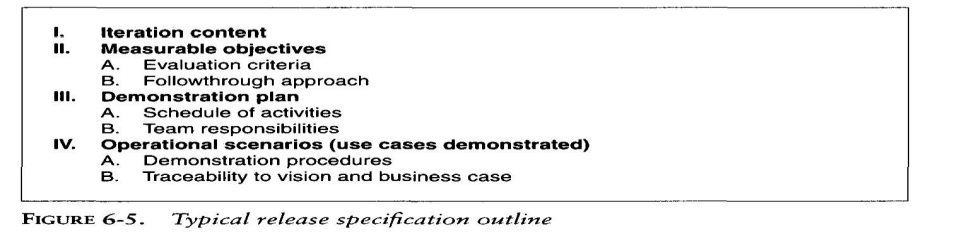 I. Iteration content
II. Measurable objectives
A. Evaluation criteria
B. Followthrough approach
III. Demonstration plan
A. Schedule of activities
B. Team responsibilities
IV. Operational scenarios (use cases demonstrated)
A. Demonstration procedures
B. Traceability to vision and business case
FIGURE 6-5. Typical release specification outline